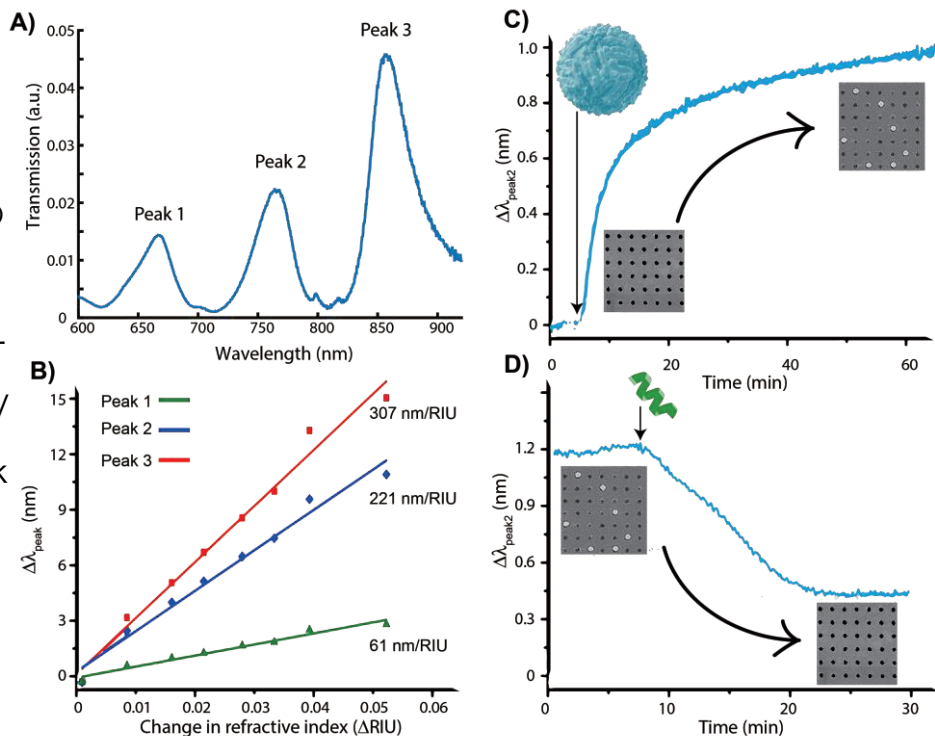 A)
0.05
0.04
0.03
0.02
0.01
0
Transmission (a.u.)
Peak 1
Peak 2
Peak 3
600
650
700
750
800
850
900
Wavelength (nm)
B)
15
12
9
6
3
0
Δλpeak (nm)
Peak 1
Peak 2
Peak 3
307 nm/RIU
221 nm/RIU
61 nm/RIU
0
0.01
0.02
0.03
0.04
0.05
0.06
Change in refractive index (ΔRIU)
C)
1.0
0.8
0.6
0.4
0.2
0
Δλpeak2 (nm)
0
20
40
60
Time (min)
D)
1.2
0.9
0.6
0.3
0
Δλpeak2 (nm)
0
10
20
30
Time (min)